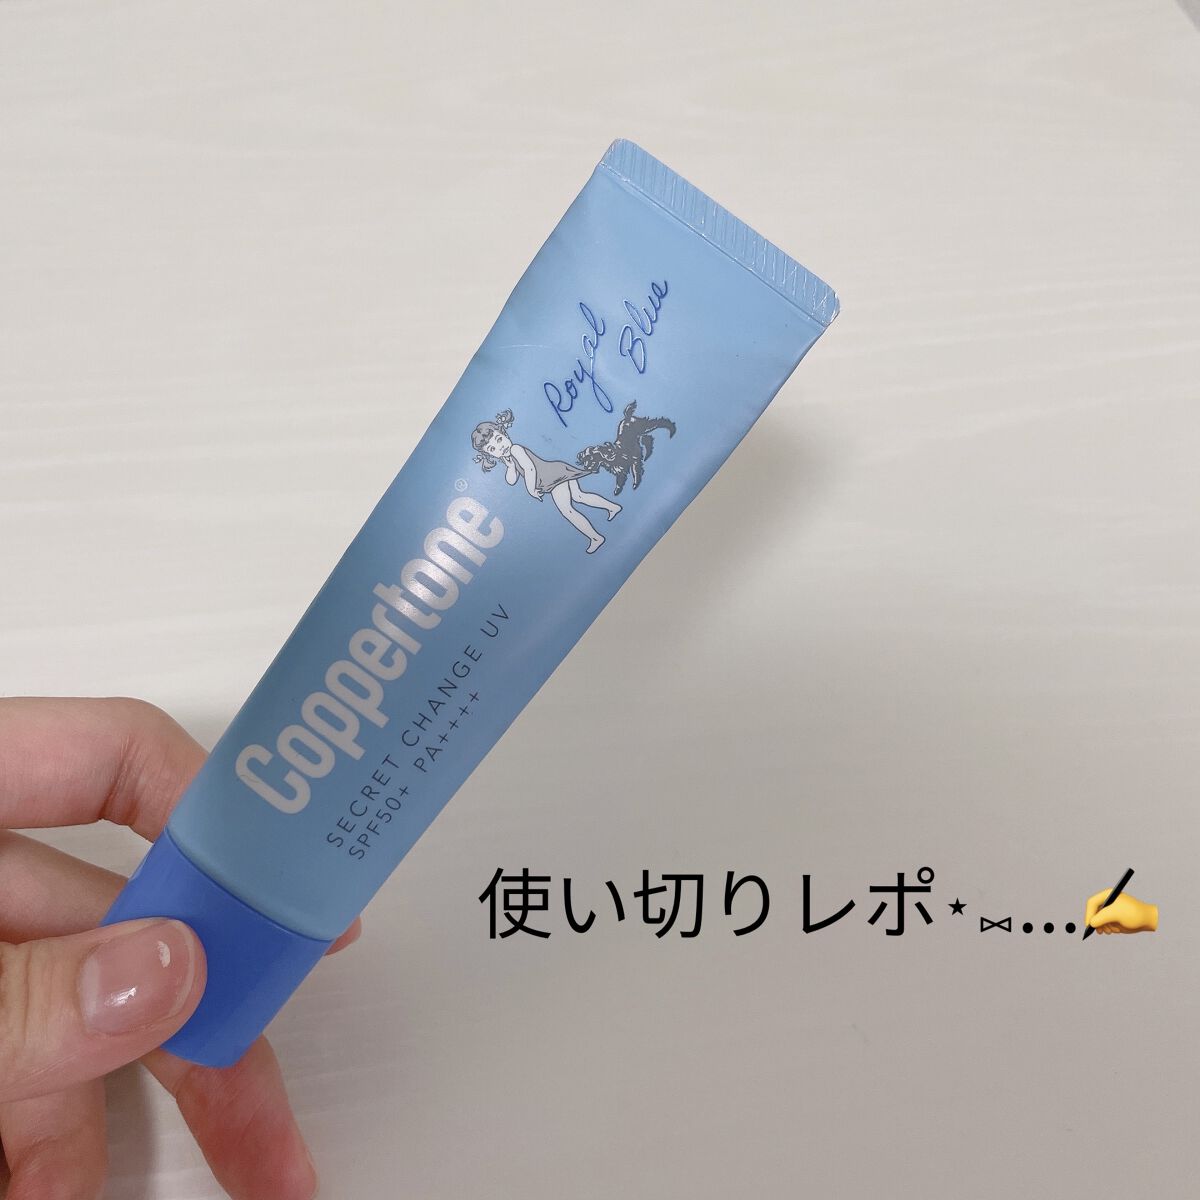 Royal
Blue
Coppertone®
SECRET CHANGE UV
SPF50+ PA++++
使い切りレポ⋆⑅...✍